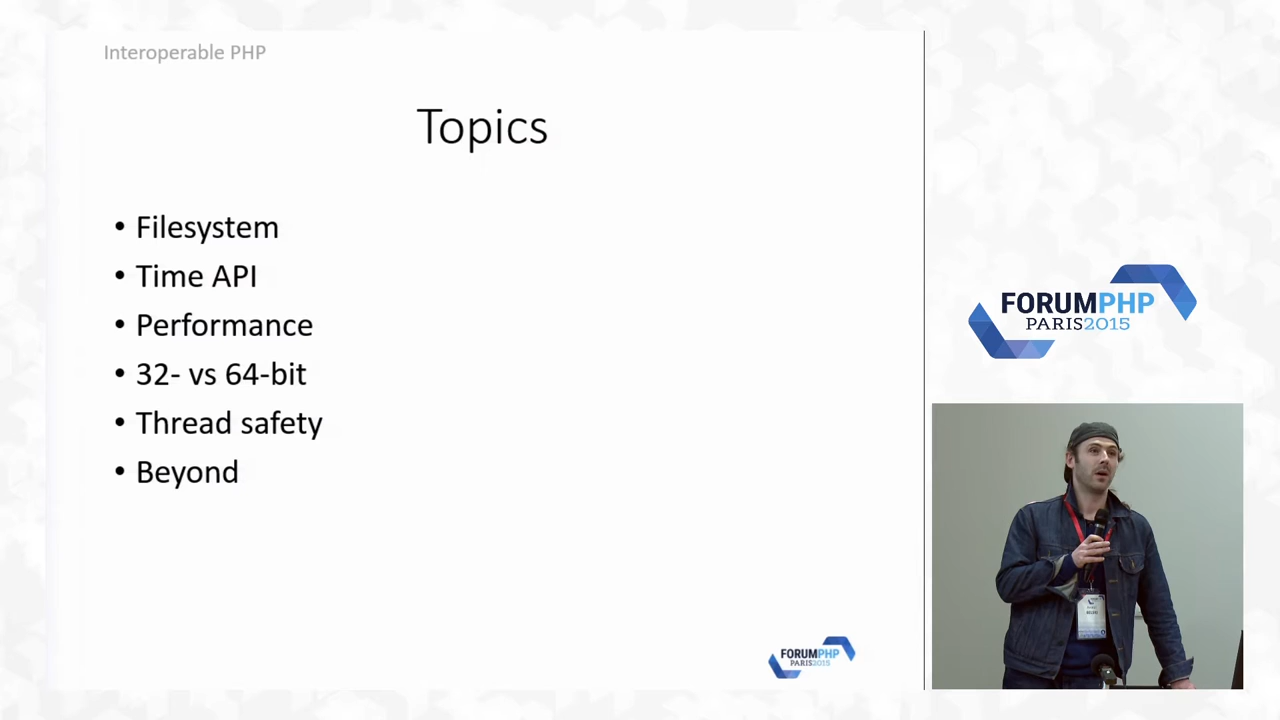 Interoperable PHP
Topics
• Filesystem
• Time API
• Performance
• 32- vs 64-bit
• Thread safety
• Beyond
FORUMPHP
PARIS2015
FORUMPHP
PARIS2015